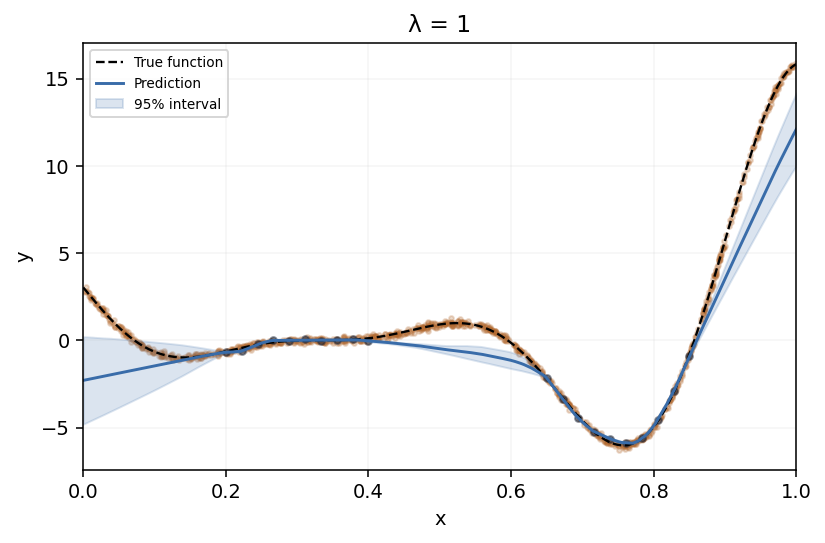 λ = 1
True function
Prediction
95% interval
y
15
10
5
0
−5
0.0 0.2 0.4 0.6 0.8 1.0
x